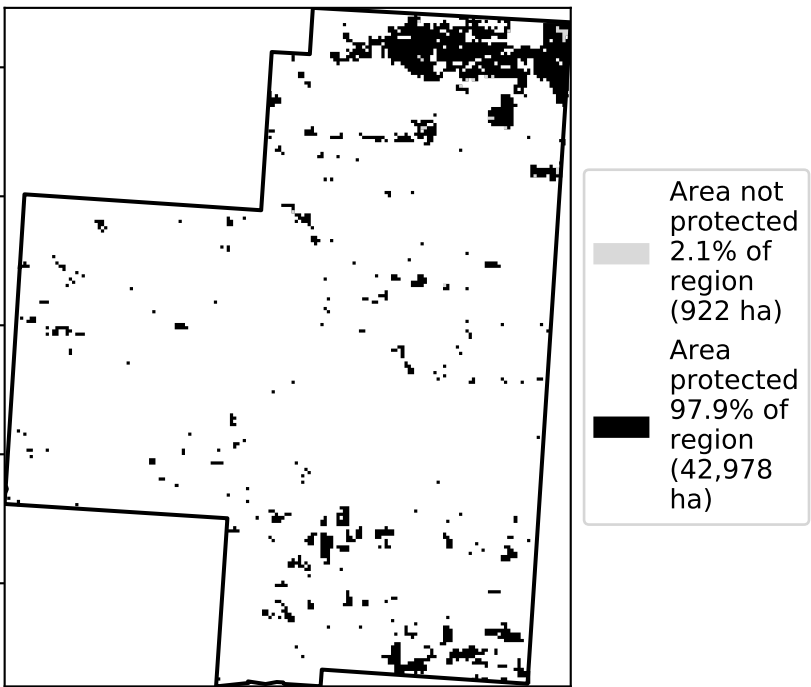 Area not
protected
2.1% of
region
(922 ha)
Area
protected
97.9% of
region
(42,978
ha)